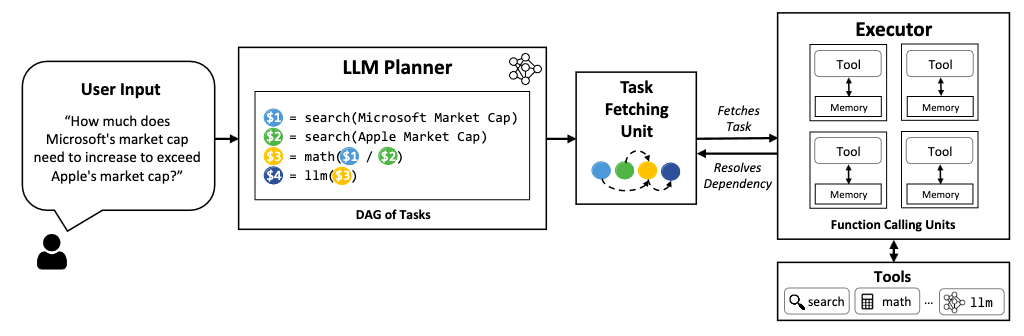 User Input
“How much does
Microsoft's market cap
need to increase to exceed
Apple's market cap?”
LLM Planner
$1 = search(Microsoft Market Cap)
$2 = search(Apple Market Cap)
$3 = math($1 / $2)
$4 = llm($3)
DAG of Tasks
Task
Fetching
Unit
Fetches
Task
Resolves
Dependency
Executor
Tool
Memory
Tool
Memory
Tool
Memory
Tool
Memory
Function Calling Units
Tools
search
math
...
llm